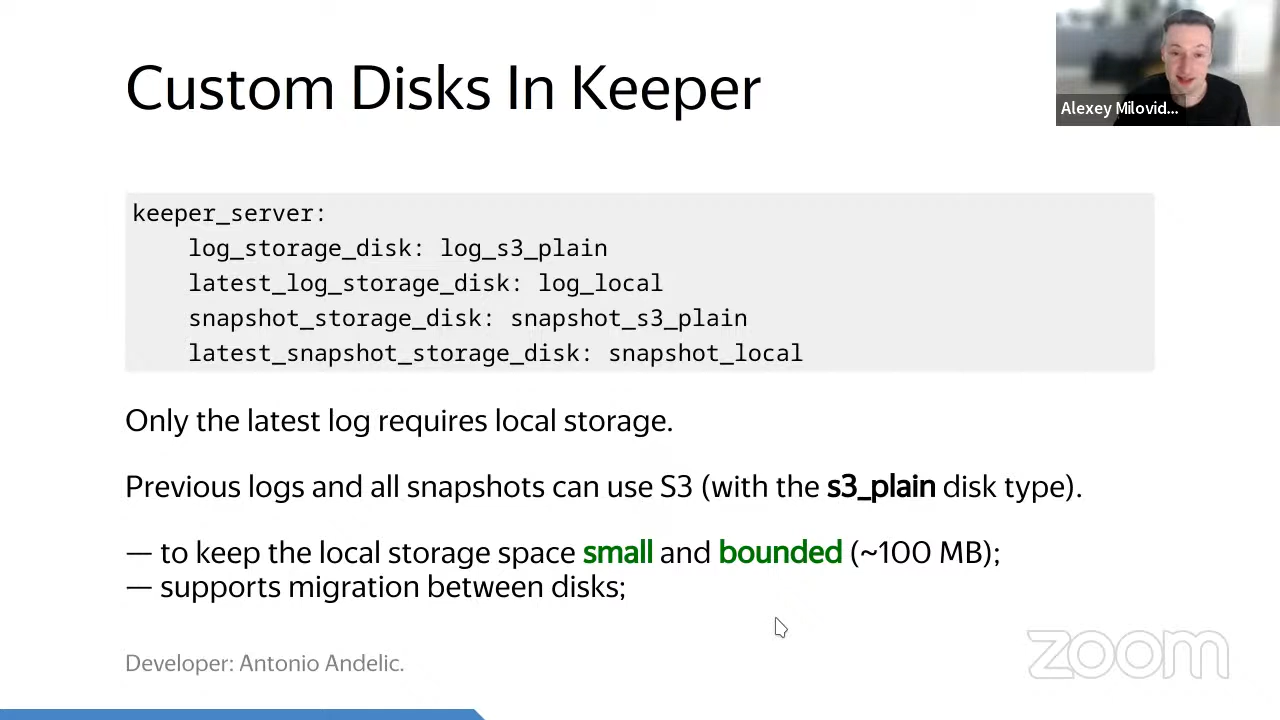 Custom Disks In Keeper
Alexey Milovid...
keeper_server:
log_storage_disk: log_s3_plain
latest_log_storage_disk: log_local
snapshot_storage_disk: snapshot_s3_plain
latest_snapshot_storage_disk: snapshot_local
Only the latest log requires local storage.
Previous logs and all snapshots can use S3 (with the s3_plain disk type).
— to keep the local storage space small and bounded (~100 MB);
— supports migration between disks;
Developer: Antonio Andelic.
zoom